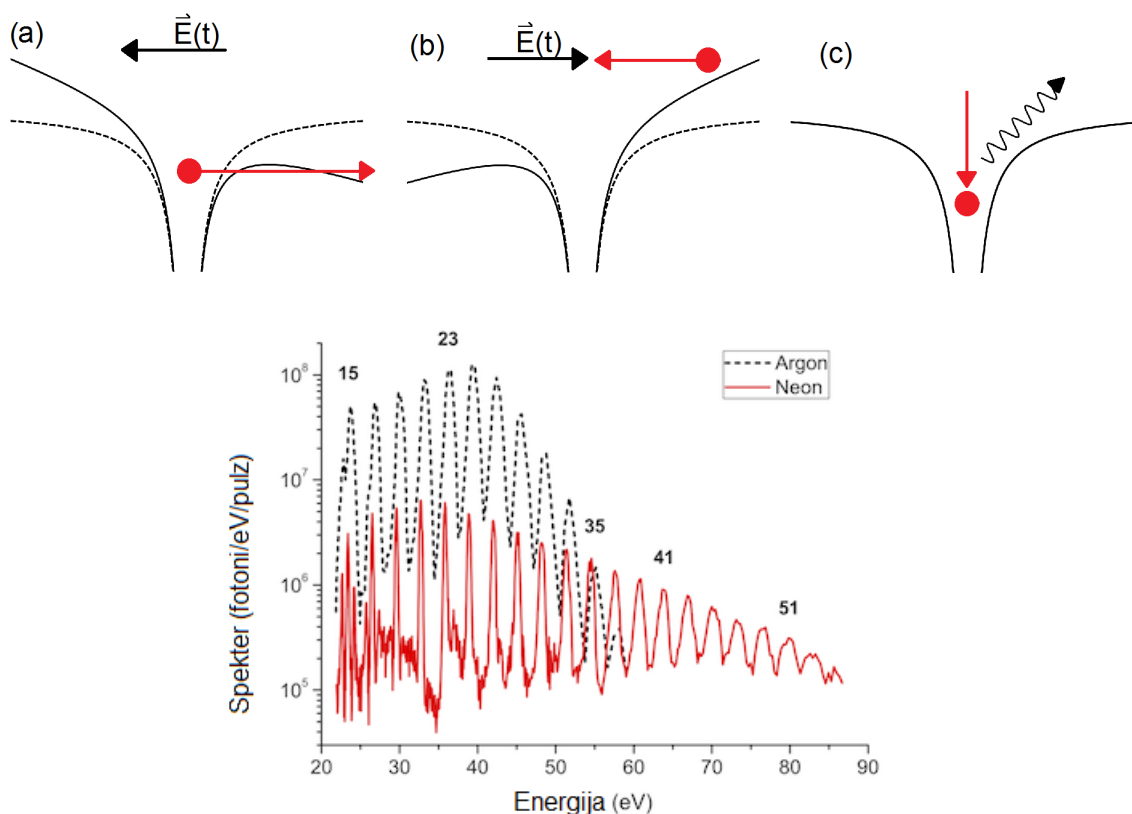 (a)
E(t)
(b)
E(t)
(c)
23
15
35
41
51
Argon
Neon
10⁸
10⁷
10⁶
10⁵
Spekter (fotoni/eV/pulz)
20 30 40 50 60 70 80 90
Energija (eV)